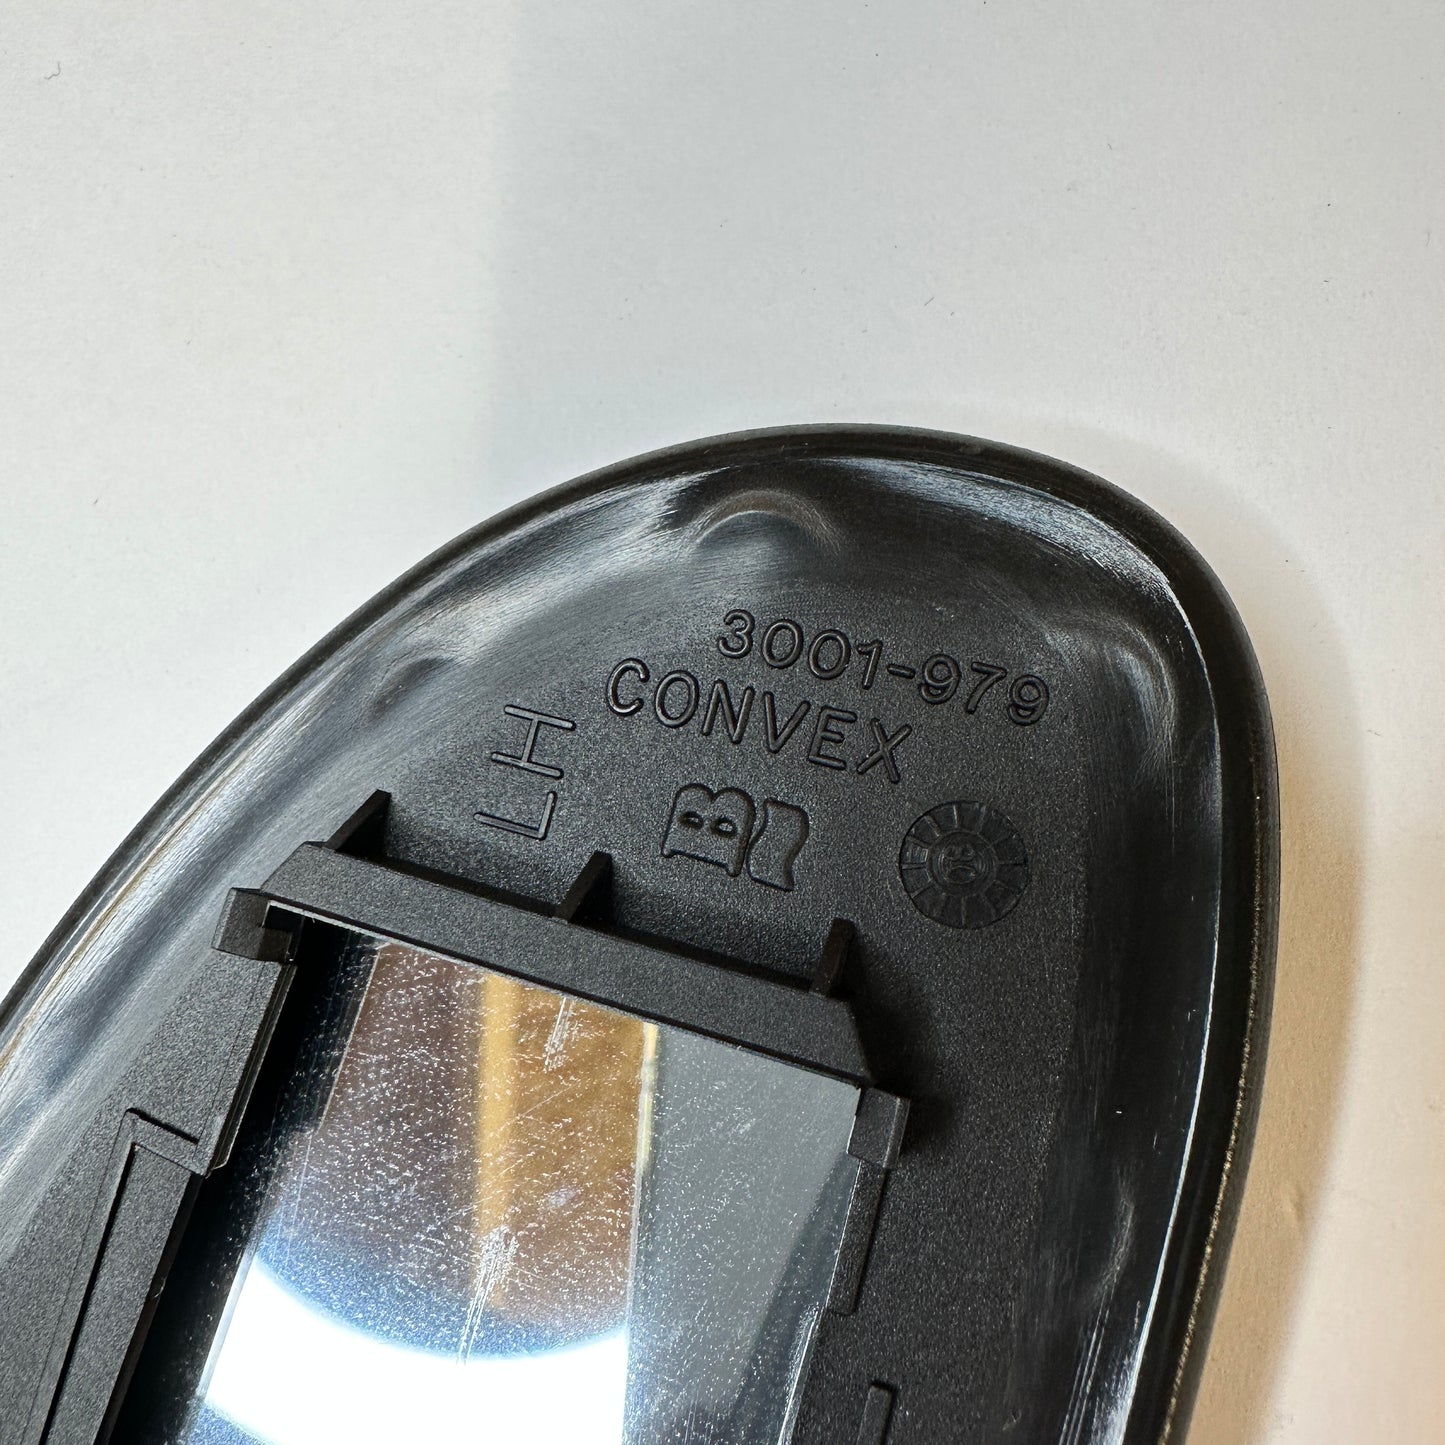 3001-979
CONVEX
LH
B